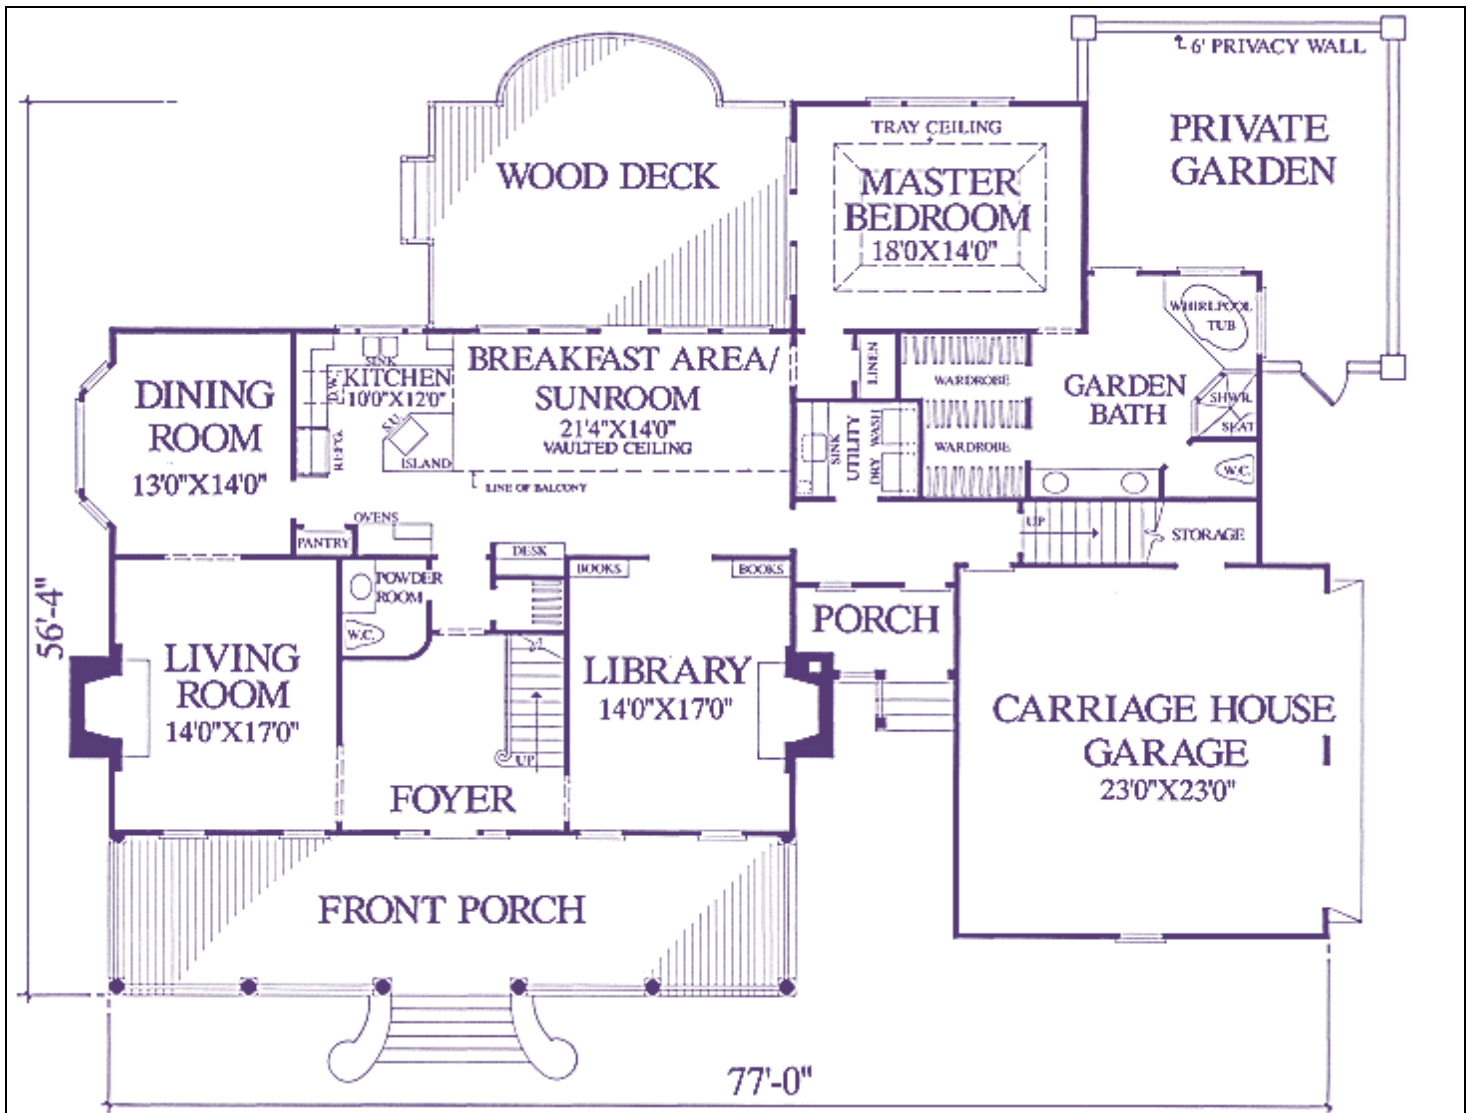 6' PRIVACY WALL
PRIVATE
GARDEN
TRAY CEILING
MASTER
BEDROOM
18'0X14'0"
WOOD DECK
WHIRLPOOL
TUB
SHWR.
SEAT
W.C.
GARDEN
BATH
LINEN
WARDROBE
WARDROBE
UTILITY
SINK
WASH
DRY
BREAKFAST AREA/
SUNROOM
21'4"X14'0"
VAULTED CEILING
LINE OF BALCONY
SINK
KITCHEN
10'0"X12'0"
D.W.
S.U.
REFG.
ISLAND
DINING
ROOM
13'0"X14'0"
OVENS
PANTRY
DESK
BOOKS
BOOKS
UP
STORAGE
POWDER
ROOM
W.C.
PORCH
56'-4"
LIVING
ROOM
14'0"X17'0"
LIBRARY
14'0"X17'0"
UP
FOYER
CARRIAGE HOUSE
GARAGE
23'0"X23'0"
FRONT PORCH
77'-0"